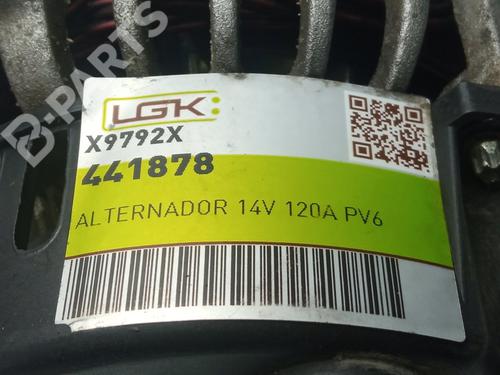 B-PARTS
LGK
X9792X
441878
ALTERNADOR 14V 120A PV6